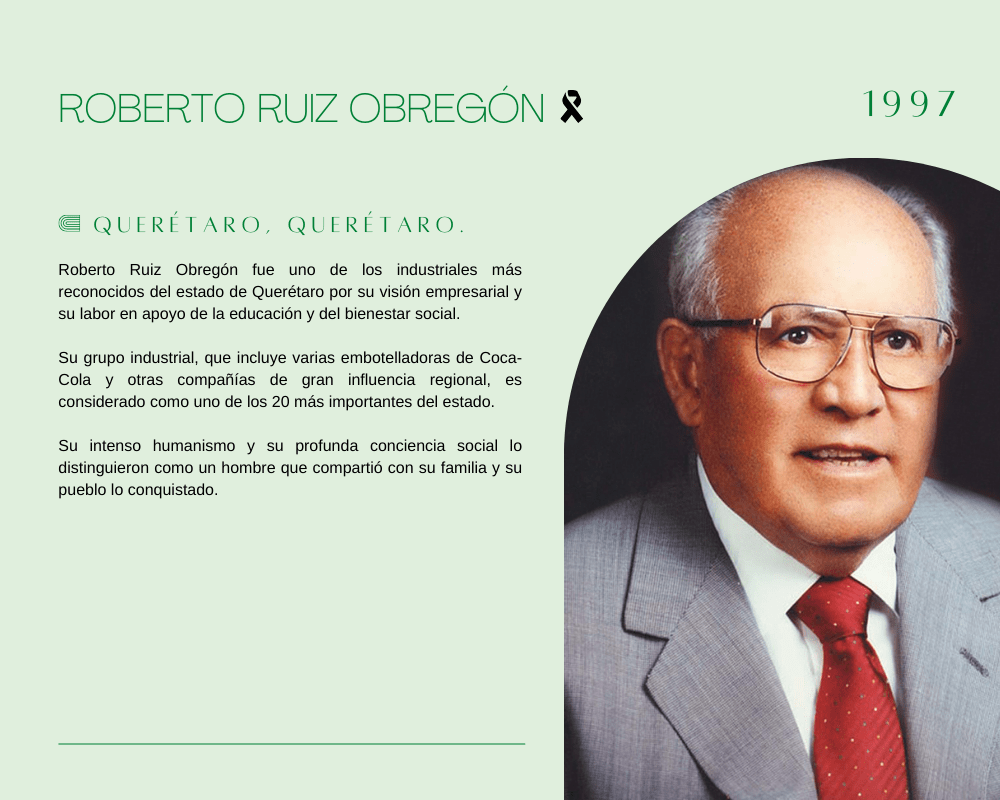 ROBERTO RUIZ OBREGÓN
1997
QUERÉTARO, QUERÉTARO.
Roberto Ruiz Obregón fue uno de los industriales más
reconocidos del estado de Querétaro por su visión empresarial y
su labor en apoyo de la educación y del bienestar social.
Su grupo industrial, que incluye varias embotelladoras de Coca-
Cola y otras compañías de gran influencia regional, es
considerado como uno de los 20 más importantes del estado.
Su intenso humanismo y su profunda conciencia social lo
distinguieron como un hombre que compartió con su familia y su
pueblo lo conquistado.